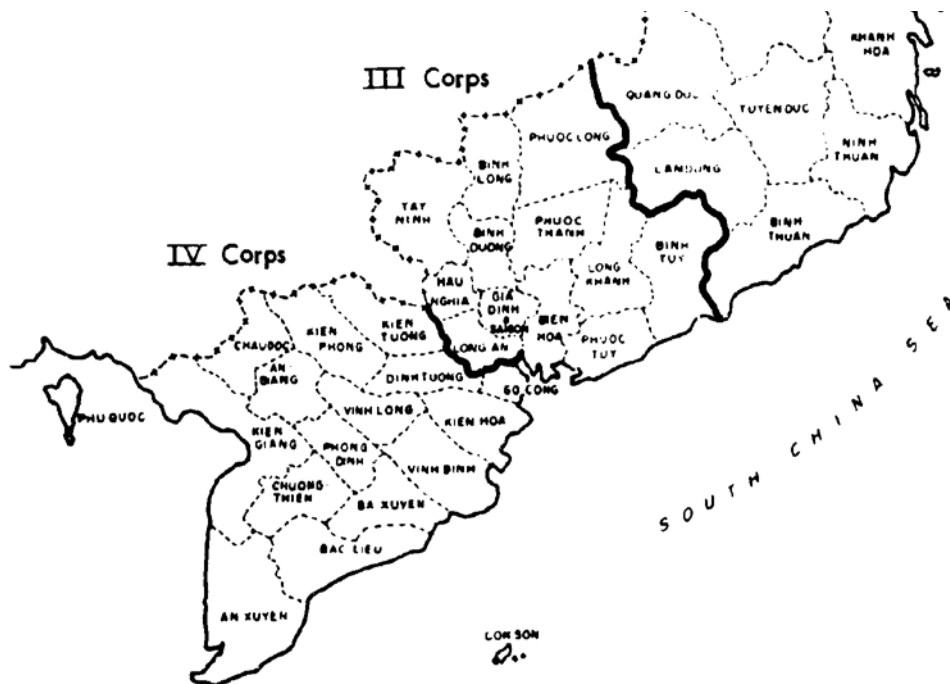 III Corps
IV Corps
KHANH
HOA
QUANG DUC
TUYEN DUC
PHUOC LONG
NINH
THUAN
BINH
LONG
LAM DONG
TAY
NINH
PHUOC
THANH
BINH
THUAN
BINH
DUONG
BINH
TUY
LONG
KHANH
HAU
NGHIA
GIA
DINH
SAIGON
BIEN
HOA
PHUOC
TUY
LONG AN
KIEN
TUONG
KIEN
PHONG
CHAU DOC
AN
GIANG
DINH TUONG
GO CONG
PHU QUOC
VINH LONG
KIEN HOA
KIEN
GIANG
PHONG
DINH
VINH BINH
CHUONG
THIEN
BA XUYEN
BAC LIEU
AN XUYEN
CON SON
SOUTH CHINA SEA